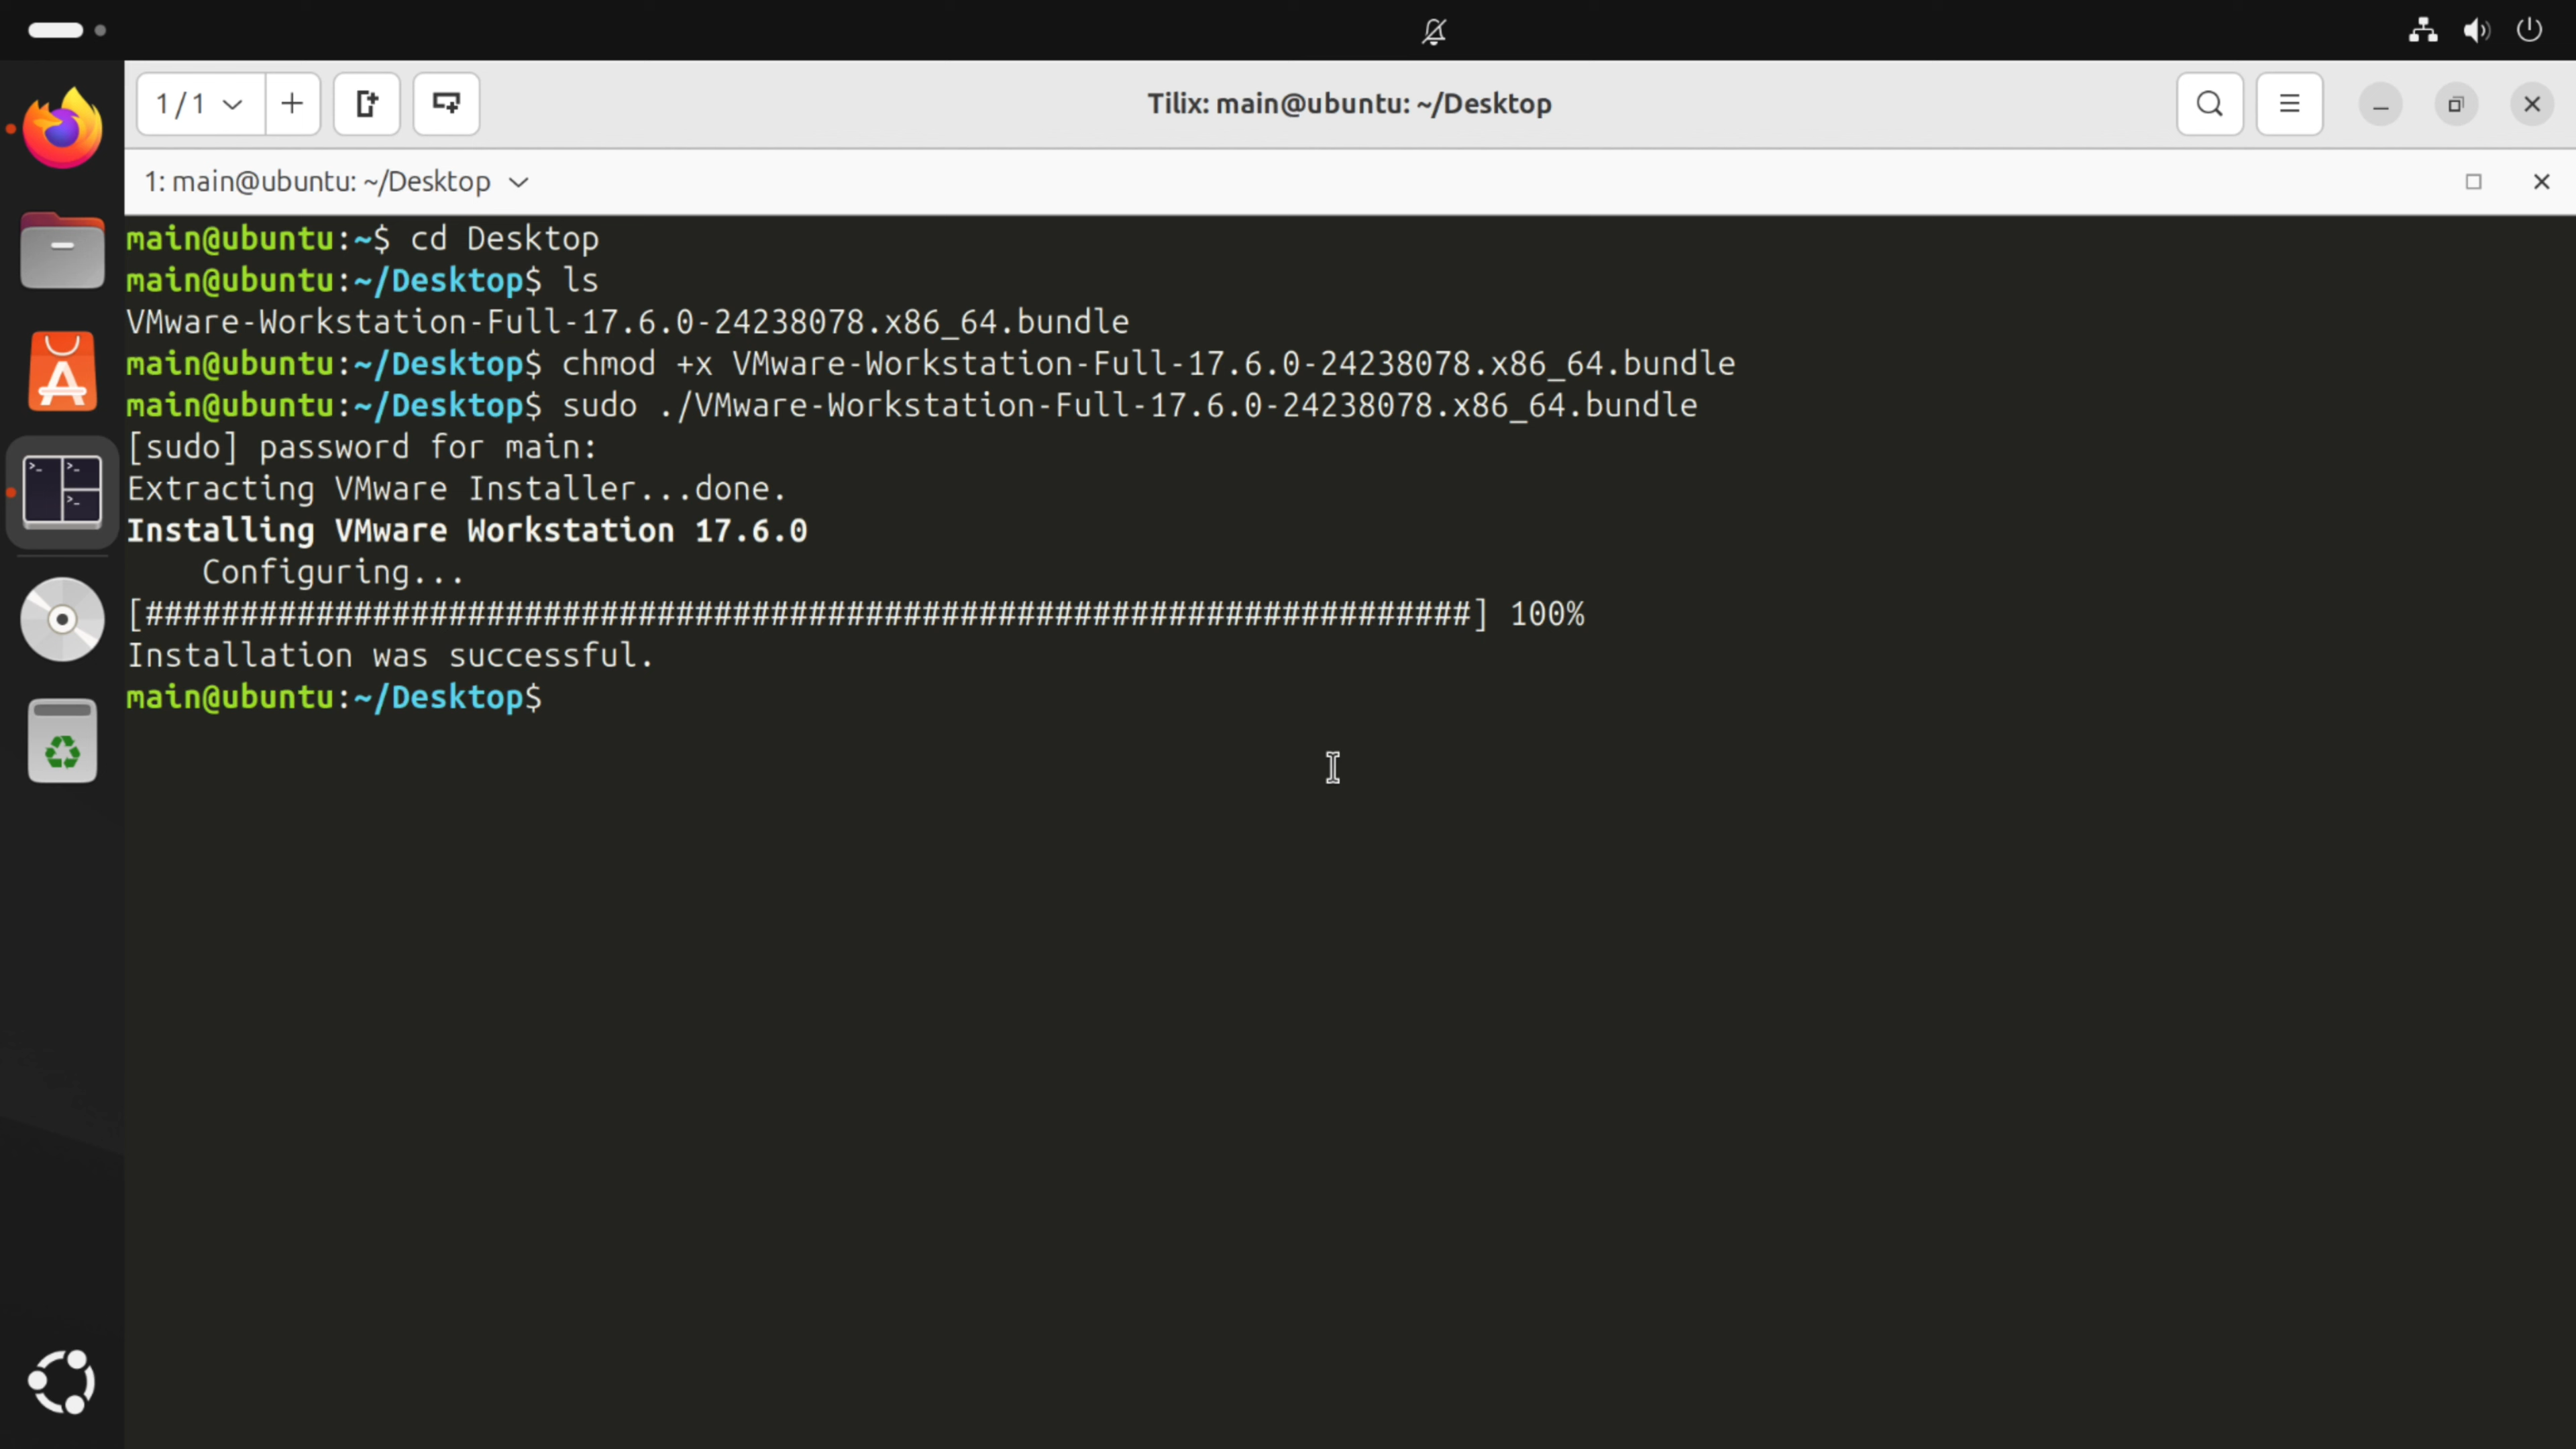 1/1
Tilix: main@ubuntu: ~/Desktop
1: main@ubuntu: ~/Desktop
main@ubuntu:~$ cd Desktop
main@ubuntu:~/Desktop$ ls
VMware-Workstation-Full-17.6.0-24238078.x86_64.bundle
main@ubuntu:~/Desktop$ chmod +x VMware-Workstation-Full-17.6.0-24238078.x86_64.bundle
main@ubuntu:~/Desktop$ sudo ./VMware-Workstation-Full-17.6.0-24238078.x86_64.bundle
[sudo] password for main:
Extracting VMware Installer...done.
Installing VMware Workstation 17.6.0
    Configuring...
[######################################################################] 100%
Installation was successful.
main@ubuntu:~/Desktop$